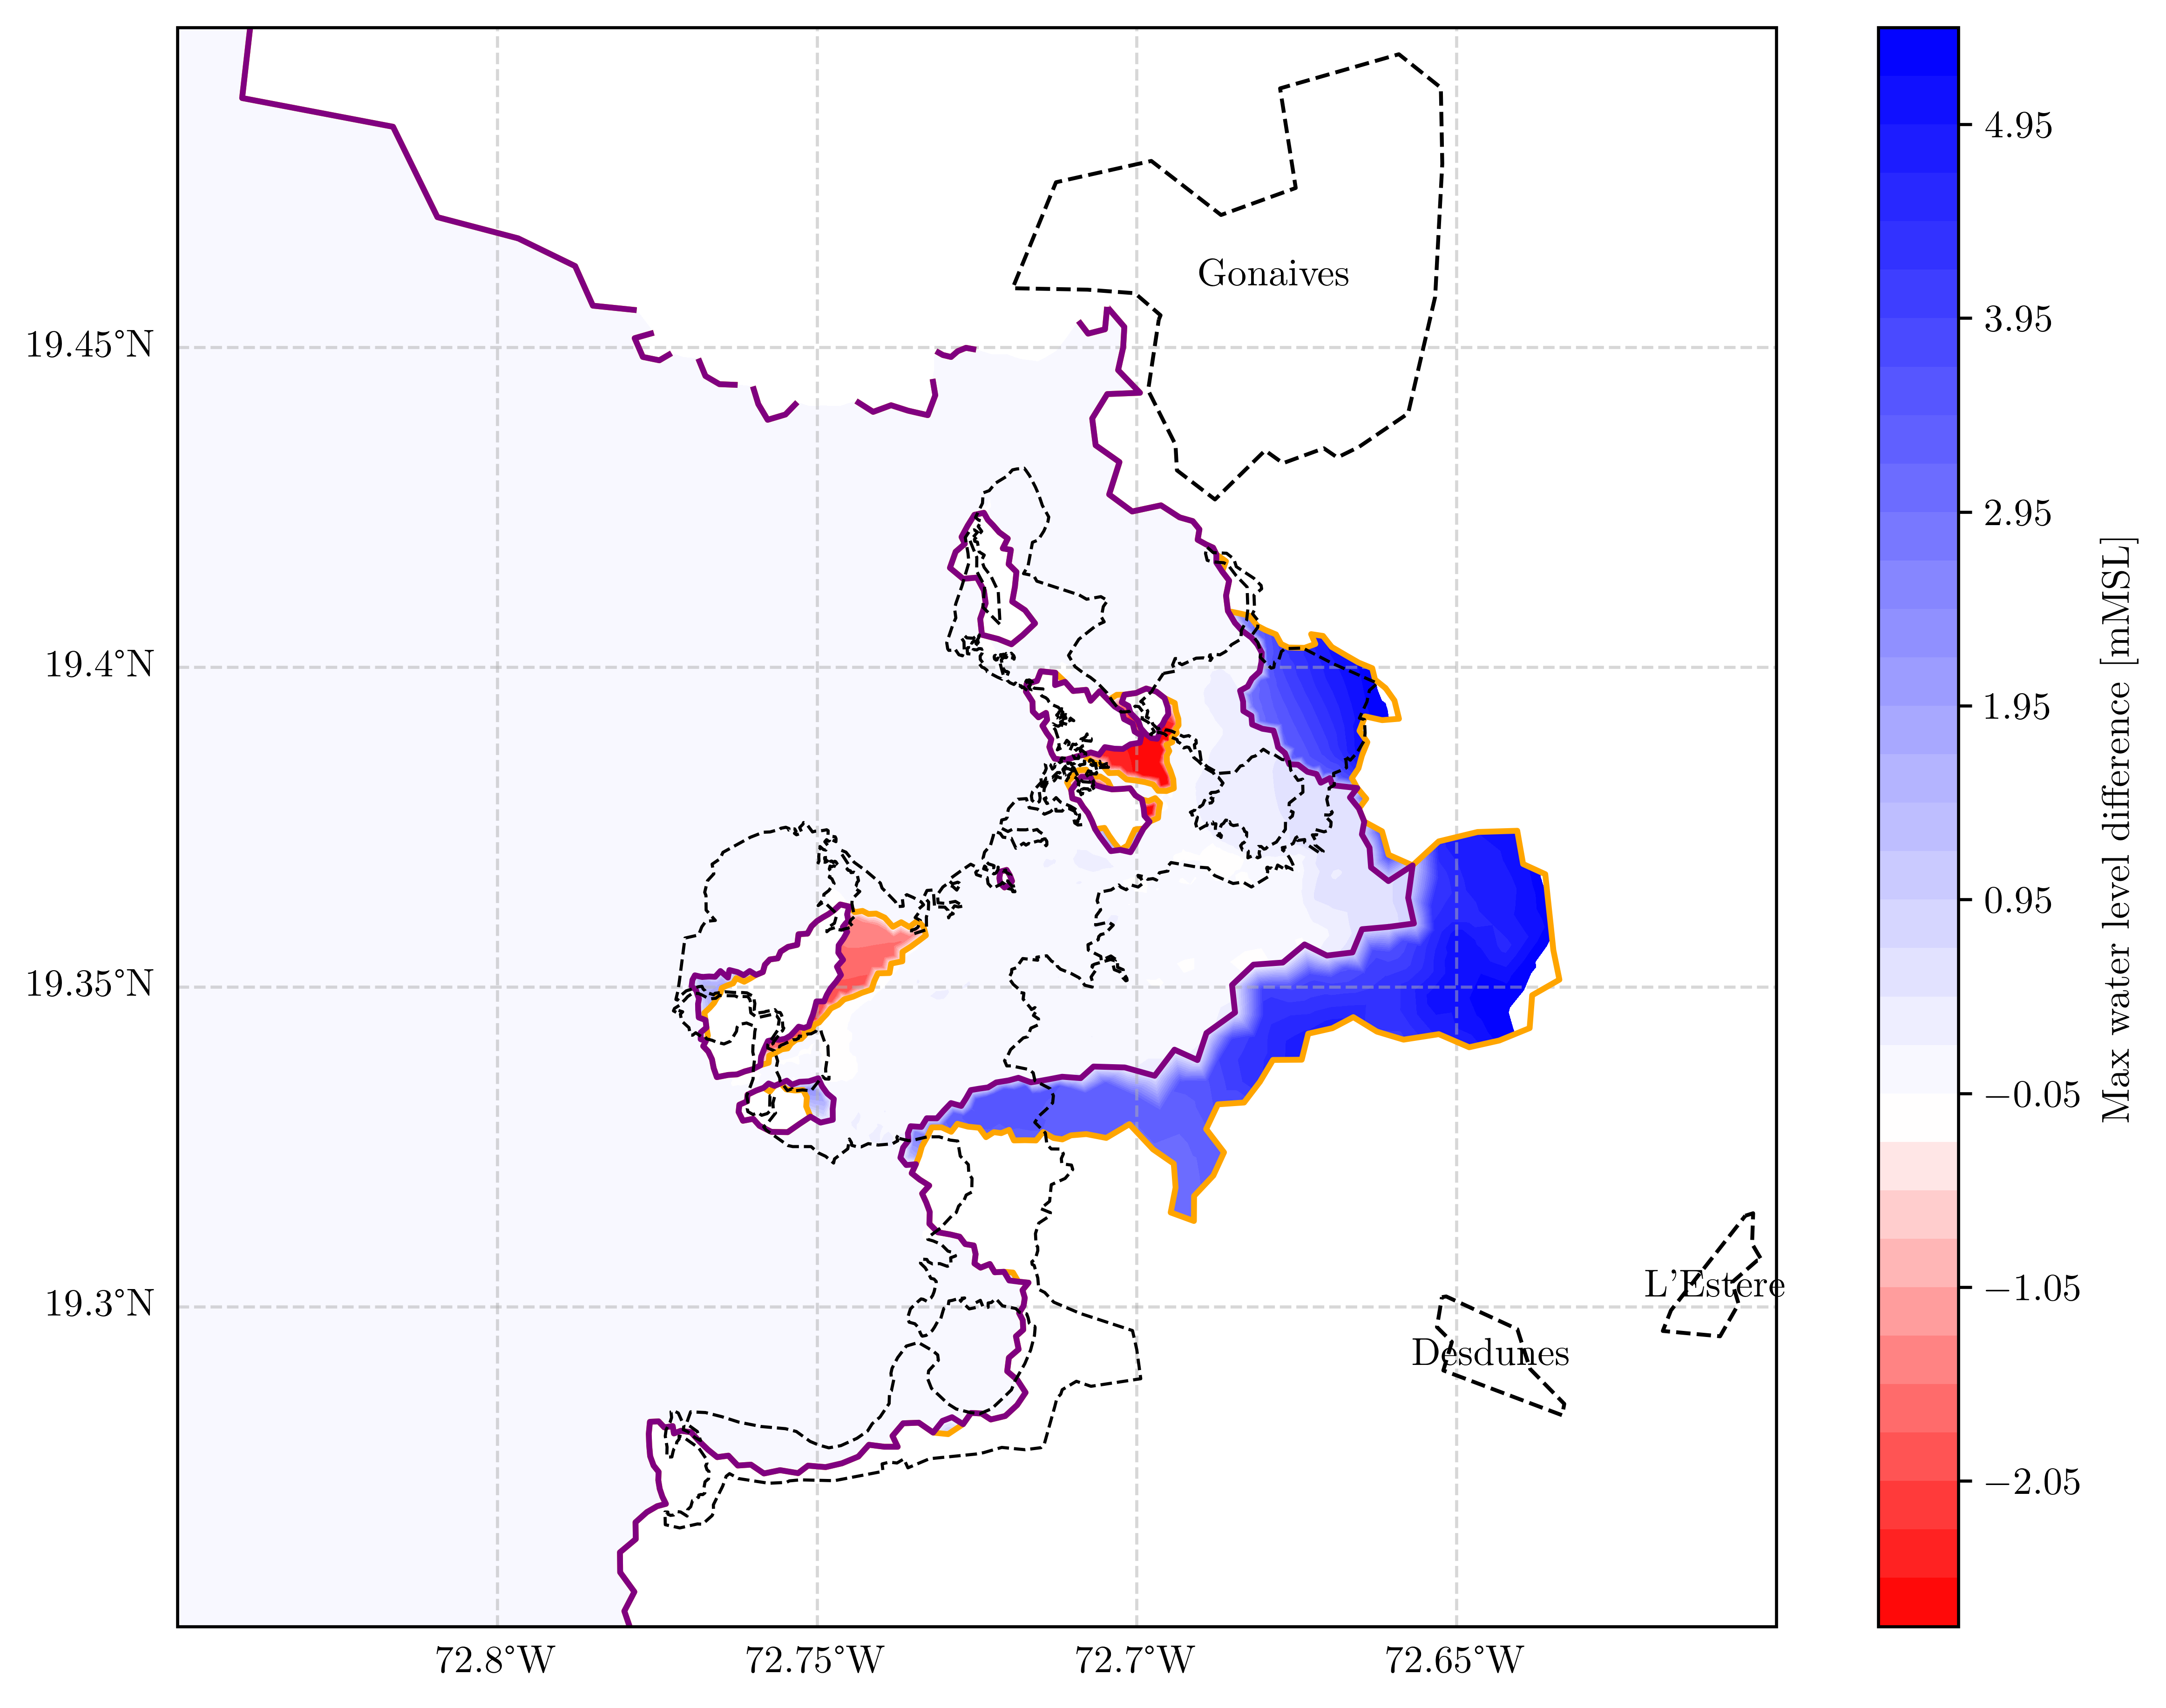 Gonaives
L'Estere
Desdunes
19.45°N
19.4°N
19.35°N
19.3°N
72.8°W
72.75°W
72.7°W
72.65°W
4.95
3.95
2.95
1.95
0.95
−0.05
−1.05
−2.05
Max water level difference [mMSL]